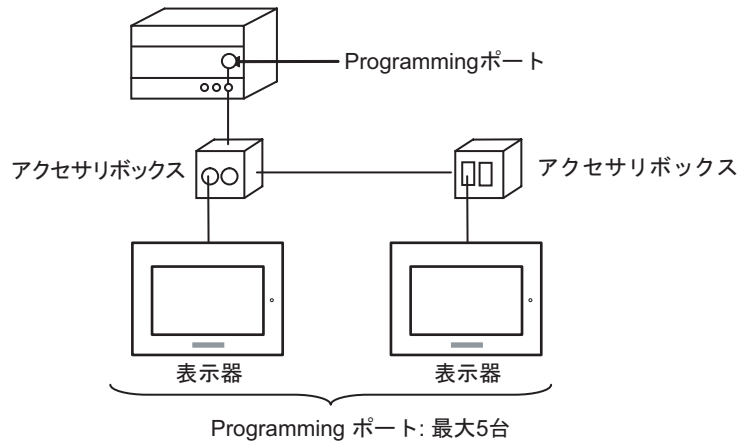 Programmingポート
アクセサリボックス
アクセサリボックス
表示器
表示器
Programming ポート: 最大5台